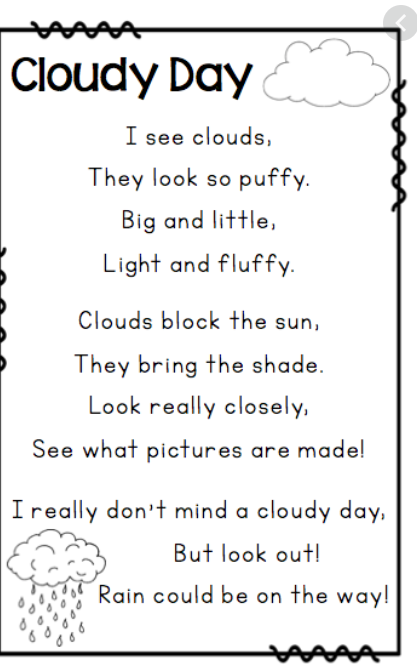 Cloudy Day
I see clouds,
They look so puffy.
Big and little,
Light and fluffy.
Clouds block the sun,
They bring the shade.
Look really closely,
See what pictures are made!
I really don't mind a cloudy day,
But look out!
Rain could be on the way!